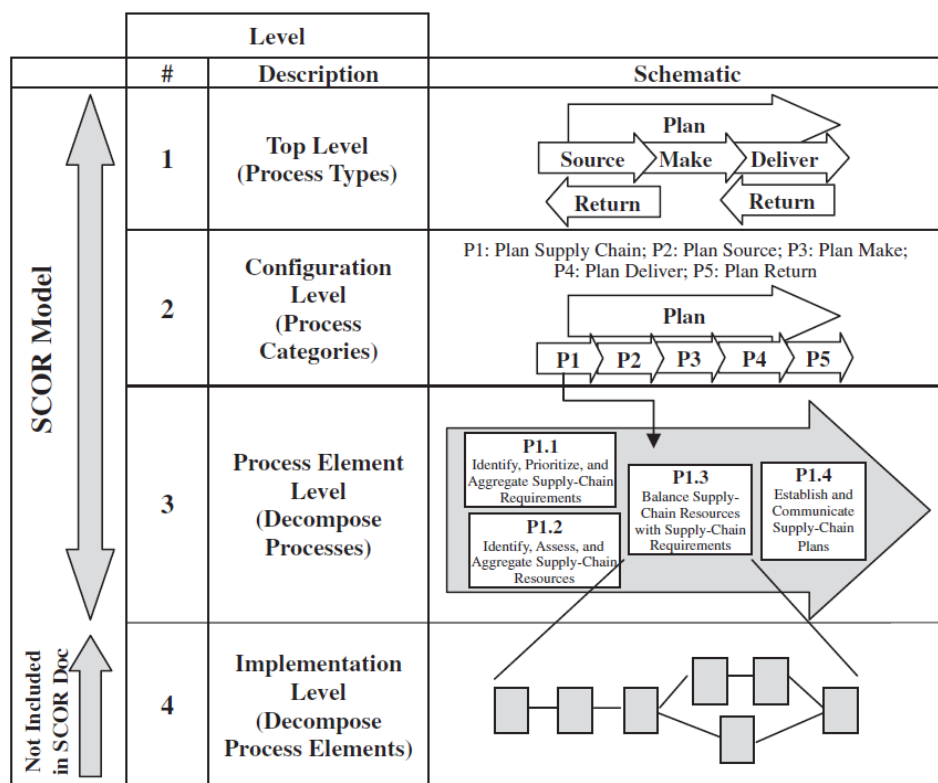 Level
# Description Schematic
SCOR Model
1
Top Level
(Process Types)
Plan
Source Make Deliver
Return Return
2
Configuration
Level
(Process
Categories)
P1: Plan Supply Chain; P2: Plan Source; P3: Plan Make;
P4: Plan Deliver; P5: Plan Return
Plan
P1 P2 P3 P4 P5
3
Process Element
Level
(Decompose
Processes)
P1.1
Identify, Prioritize, and
Aggregate Supply-Chain
Requirements
P1.2
Identify, Assess, and
Aggregate Supply-Chain
Resources
P1.3
Balance Supply-
Chain Resources
with Supply-Chain
Requirements
P1.4
Establish and
Communicate
Supply-Chain
Plans
Not Included
in SCOR Doc
4
Implementation
Level
(Decompose
Process Elements)